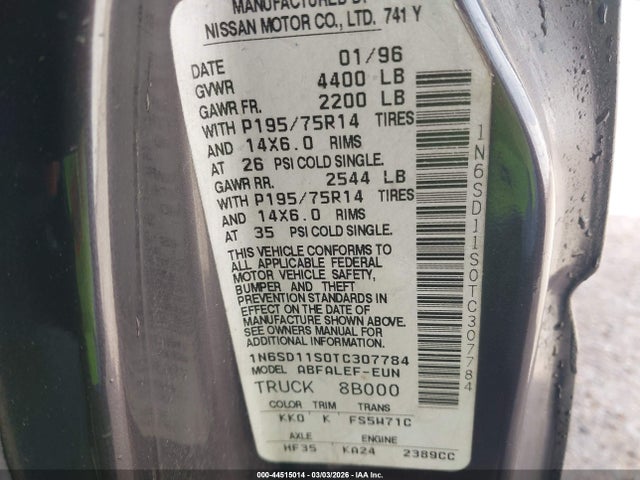 MANUFACTURED BY
NISSAN MOTOR CO., LTD. 741 Y
DATE 01/96
GVWR 4400 LB
GAWR FR. 2200 LB
WITH P195/75R14 TIRES
AND 14X6.0 RIMS
AT 26 PSI COLD SINGLE.
GAWR RR. 2544 LB
WITH P195/75R14 TIRES
AND 14X6.0 RIMS
AT 35 PSI COLD SINGLE.
THIS VEHICLE CONFORMS TO
ALL APPLICABLE FEDERAL
MOTOR VEHICLE SAFETY,
BUMPER AND THEFT
PREVENTION STANDARDS IN
EFFECT ON THE DATE OF
MANUFACTURE SHOWN ABOVE.
SEE OWNERS MANUAL FOR
ADDITIONAL INFORMATION.
1N6SD11S0TC307784
MODEL ABFALEF-EUN
TRUCK 8B000
COLOR TRIM TRANS
KK0 K FS5W71C
AXLE ENGINE
HF35 KA24 2389CC
1N6SD11S0TC307784
000-44515014 - 03/03/2026 - Copyright © IAA, LLC